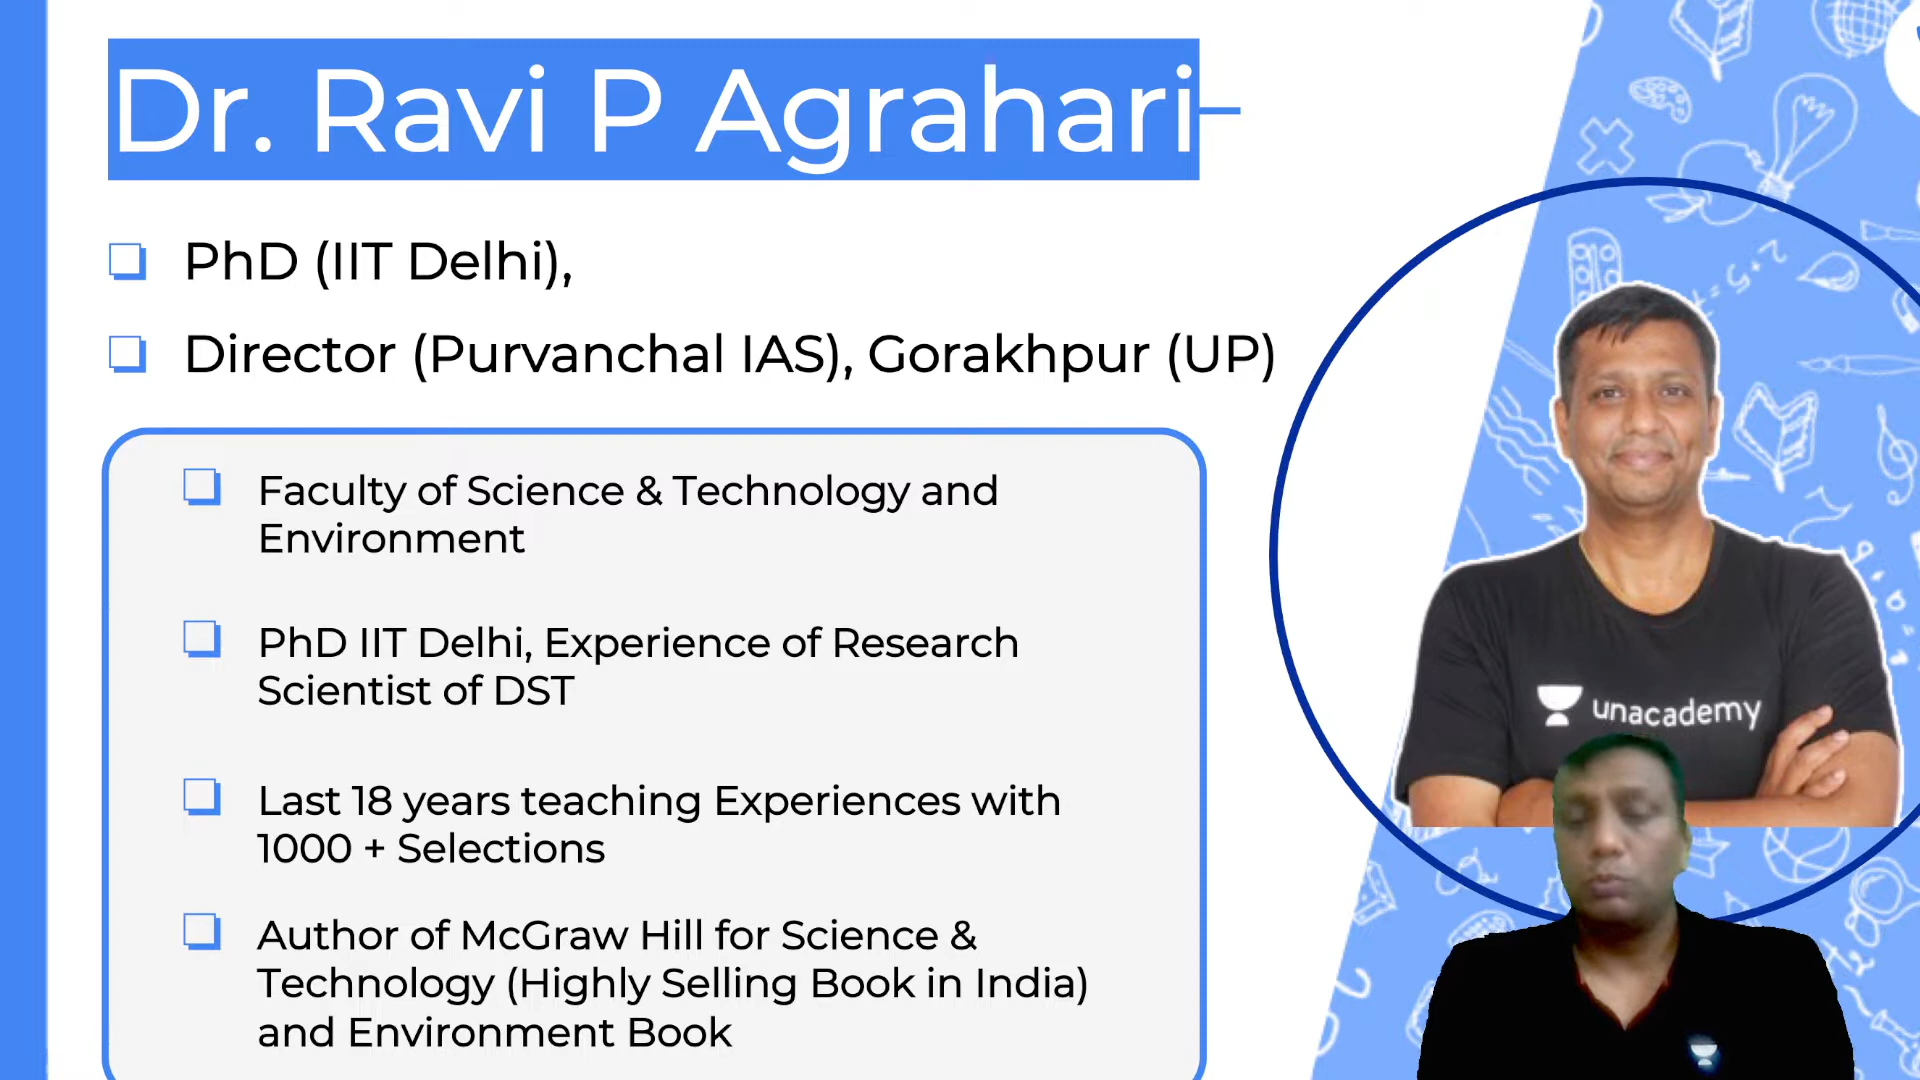 Dr. Ravi P Agrahari–
PhD (IIT Delhi),
Director (Purvanchal IAS), Gorakhpur (UP)
Faculty of Science & Technology and
Environment
PhD IIT Delhi, Experience of Research
Scientist of DST
Last 18 years teaching Experiences with
1000 + Selections
Author of McGraw Hill for Science &
Technology (Highly Selling Book in India)
and Environment Book
unacademy